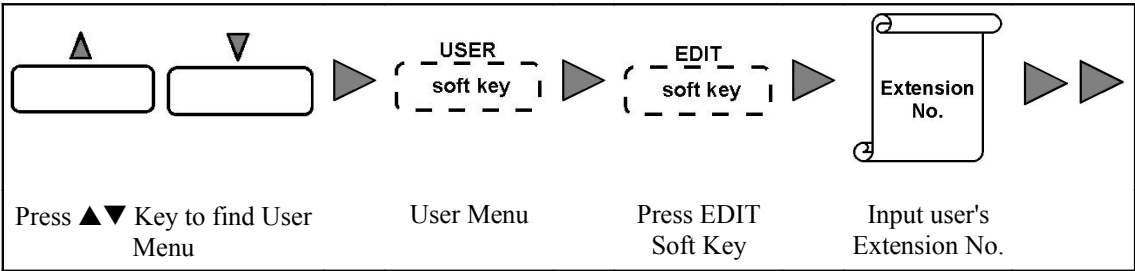 USER
soft key
EDIT
soft key
Extension
No.
Press ▲▼ Key to find User
Menu
User Menu
Press EDIT
Soft Key
Input user's
Extension No.